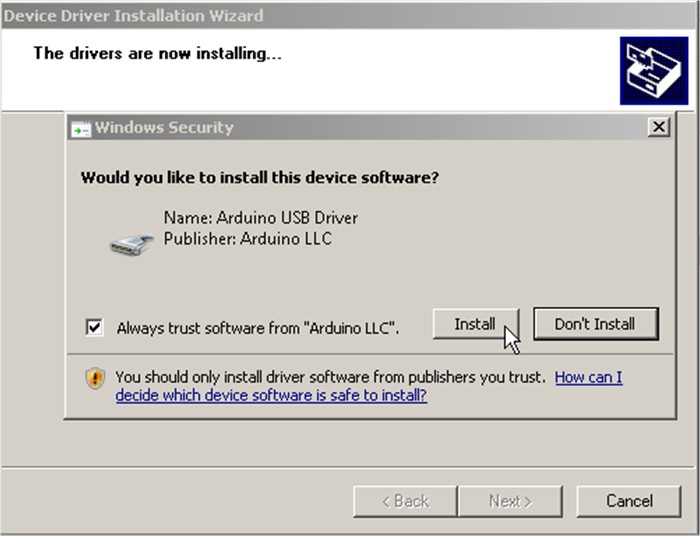 Device Driver Installation Wizard
The drivers are now installing...
Windows Security
Would you like to install this device software?
Name: Arduino USB Driver
Publisher: Arduino LLC
Always trust software from "Arduino LLC".
Install
Don't Install
You should only install driver software from publishers you trust. How can I
decide which device software is safe to install?
< Back
Next >
Cancel